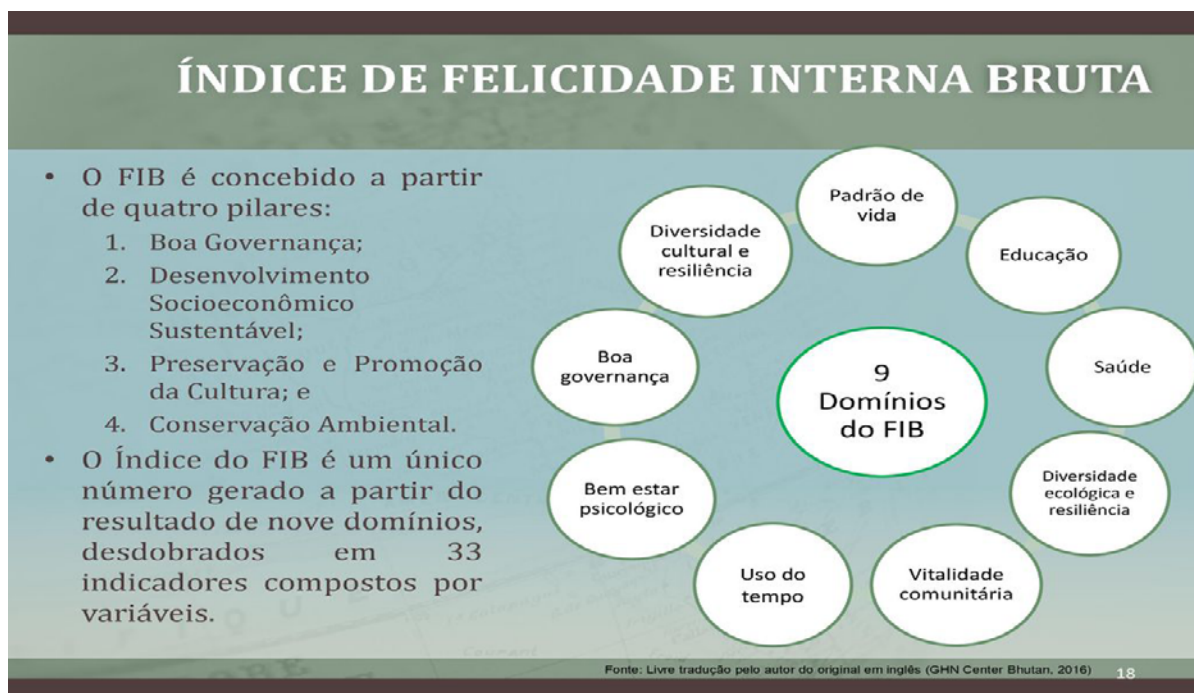 ÍNDICE DE FELICIDADE INTERNA BRUTA
• O FIB é concebido a partir
de quatro pilares:
1. Boa Governança;
2. Desenvolvimento
Socioeconômico
Sustentável;
3. Preservação e Promoção
da Cultura; e
4. Conservação Ambiental.
• O Índice do FIB é um único
número gerado a partir do
resultado de nove domínios,
desdobrados em 33
indicadores compostos por
variáveis.
Padrão de
vida
Educação
Saúde
Diversidade
ecológica e
resiliência
Vitalidade
comunitária
Uso do
tempo
Bem estar
psicológico
Boa
governança
Diversidade
cultural e
resiliência
9
Domínios
do FIB
Fonte: Livre tradução pelo autor do original em inglês (GHN Center Bhutan, 2016)
18